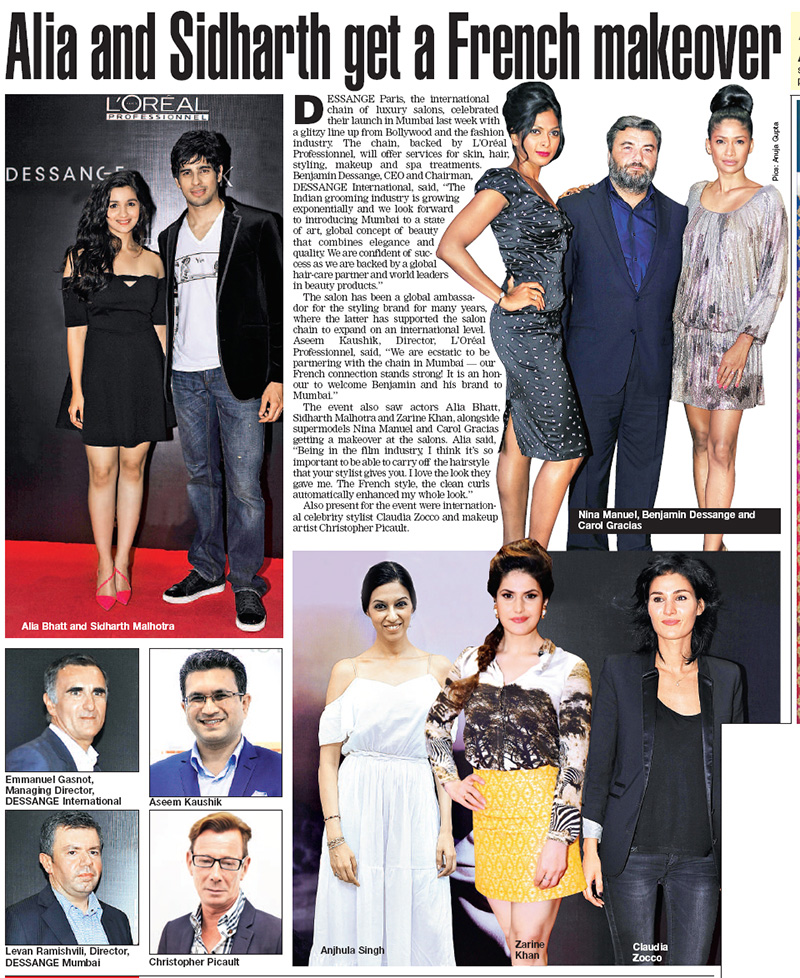 Alia and Sidharth get a French makeover
L'ORÉAL
PROFESSIONNEL
DESSANGE
K
Alia Bhatt and Sidharth Malhotra
DESSANGE Paris, the international
chain of luxury salons, celebrated
their launch in Mumbai last week with
a glitzy line up from Bollywood and the fashion
industry. The chain, backed by L'Oréal
Professionnel, will offer services for skin, hair,
styling, makeup and spa treatments.
Benjamin Dessange, CEO and Chairman,
DESSANGE International, said, “The
Indian grooming industry is growing
exponentially and we look forward
to introducing Mumbai to a state
of art, global concept of beauty
that combines elegance and
quality. We are confident of suc-
cess as we are backed by a global
hair-care partner and world leaders
in beauty products.”
The salon has been a global ambassa-
dor for the styling brand for many years,
where the latter has supported the salon
chain to expand on an international level.
Aseem Kaushik, Director, L'Oréal
Professionnel, said, “We are ecstatic to be
partnering with the chain in Mumbai — our
French connection stands strong! It is an hon-
our to welcome Benjamin and his brand to
Mumbai.”
The event also saw actors Alia Bhatt,
Sidharth Malhotra and Zarine Khan, alongside
supermodels Nina Manuel and Carol Gracias
getting a makeover at the salons. Alia said,
“Being in the film industry, I think it's so
important to be able to carry off the hairstyle
that your stylist gives you. I love the look they
gave me. The French style, the clean curls
automatically enhanced my whole look.”
Also present for the event were internation-
al celebrity stylist Claudia Zocco and makeup
artist Christopher Picault.
Pics: Anuja Gupta
Nina Manuel, Benjamin Dessange and
Carol Gracias
Emmanuel Gasnot,
Managing Director,
DESSANGE International
Aseem Kaushik
Levan Ramishvili, Director,
DESSANGE Mumbai
Christopher Picault
Anjhula Singh
Zarine
Khan
Claudia
Zocco